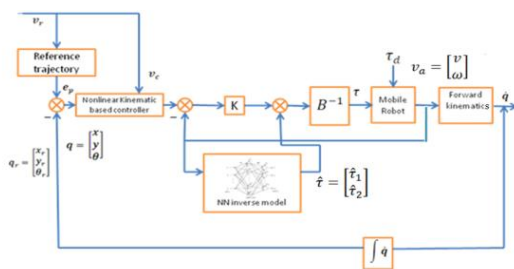 v_r
Reference
trajectory
e_p
v_c
Nonlinear Kinematic
based controller
K
B^{-1}
τ
τ_d
Mobile
Robot
v_a = [v ω]
Forward
kinematics
q̇
−
−
q_r = [x_r y_r θ_r]
q = [x y θ]
NN inverse model
τ̂ = [τ̂_1 τ̂_2]
∫ q̇